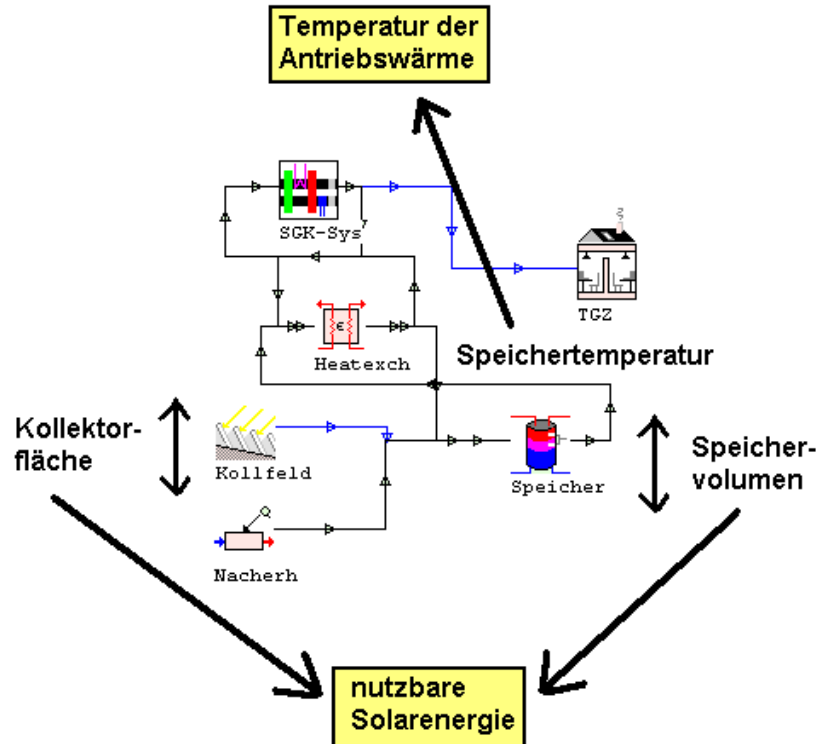 Temperatur der
Antriebswärme
SGK-Sys
TGZ
ε
Heatexch
Speichertemperatur
Kollektor-
fläche
Kollfeld
Speicher
Speicher-
volumen
Q
Nacherh
nutzbare
Solarenergie